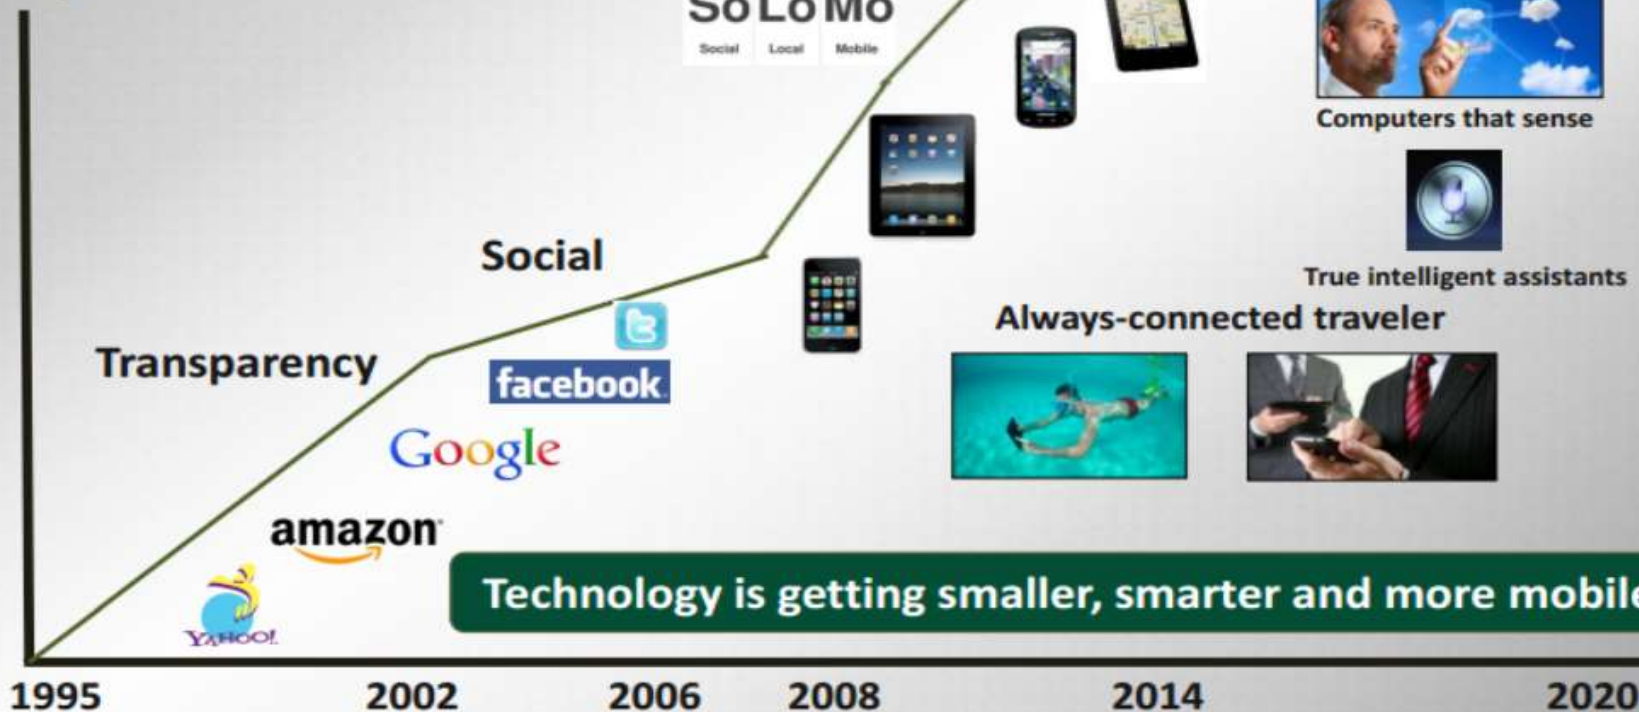 SoLoMo
Social Local Mobile
Computers that sense
Social
True intelligent assistants
Always-connected traveler
Transparency
facebook
Google
amazon
YAHOO!
Technology is getting smaller, smarter and more mobile
1995 2002 2006 2008 2014 2020